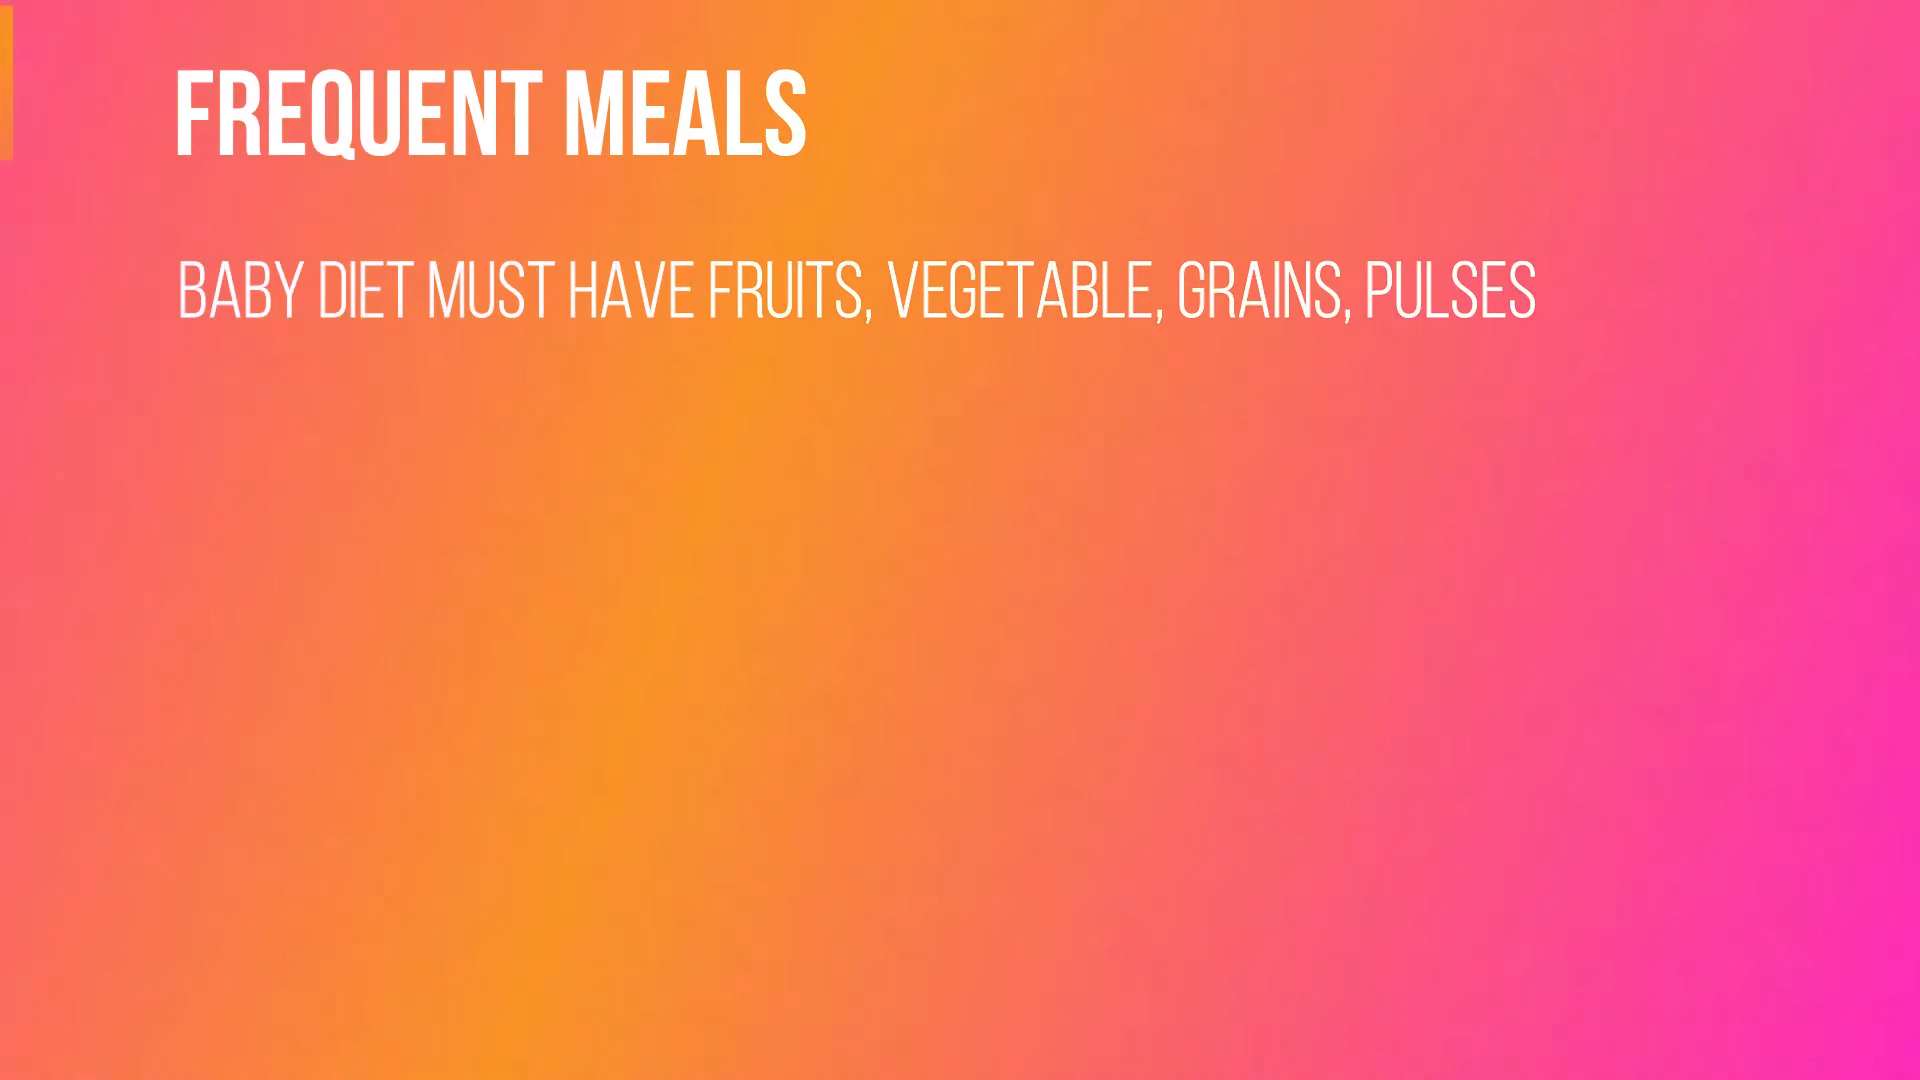 FREQUENT MEALS
BABY DIET MUST HAVE FRUITS, VEGETABLE, GRAINS, PULSES